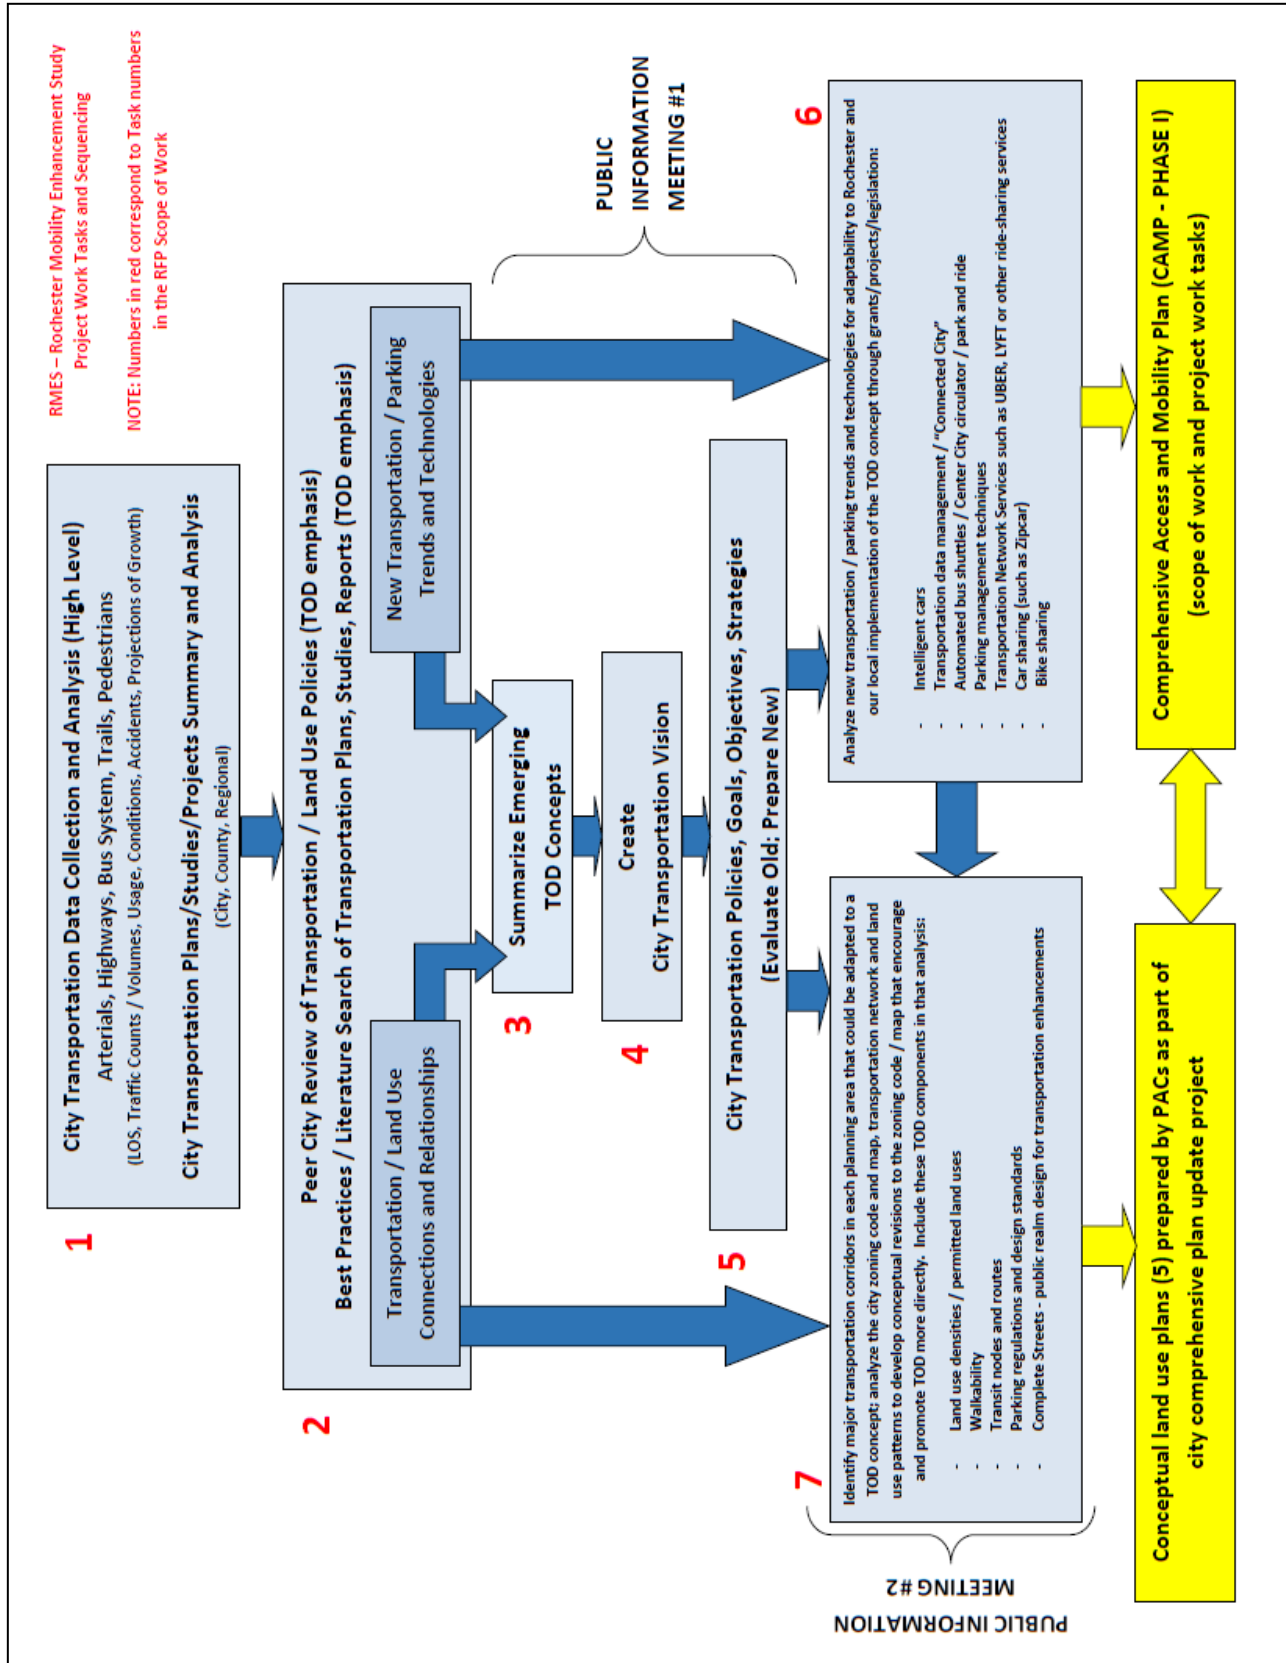 RMES – Rochester Mobility Enhancement Study
Project Work Tasks and Sequencing
NOTE: Numbers in red correspond to Task numbers
in the RFP Scope of Work
1
City Transportation Data Collection and Analysis (High Level)
Arterials, Highways, Bus System, Trails, Pedestrians
(LOS, Traffic Counts / Volumes, Usage, Conditions, Accidents, Projections of Growth)
City Transportation Plans/Studies/Projects Summary and Analysis
(City, County, Regional)
2
Peer City Review of Transportation / Land Use Policies (TOD emphasis)
Best Practices / Literature Search of Transportation Plans, Studies, Reports (TOD emphasis)
Transportation / Land Use
Connections and Relationships
New Transportation / Parking
Trends and Technologies
3
Summarize Emerging
TOD Concepts
4
Create
City Transportation Vision
PUBLIC
INFORMATION
MEETING #1
5
City Transportation Policies, Goals, Objectives, Strategies
(Evaluate Old; Prepare New)
7
Identify major transportation corridors in each planning area that could be adapted to a
TOD concept; analyze the city zoning code and map, transportation network and land
use patterns to develop conceptual revisions to the zoning code / map that encourage
and promote TOD more directly. Include these TOD components in that analysis:
- Land use densities / permitted land uses
- Walkability
- Transit nodes and routes
- Parking regulations and design standards
- Complete Streets - public realm design for transportation enhancements
PUBLIC INFORMATION
MEETING #2
6
Analyze new transportation / parking trends and technologies for adaptability to Rochester and
our local implementation of the TOD concept through grants/projects/legislation:
- Intelligent cars
- Transportation data management / “Connected City”
- Automated bus shuttles / Center City circulator / park and ride
- Parking management techniques
- Transportation Network Services such as UBER, LYFT or other ride-sharing services
- Car sharing (such as Zipcar)
- Bike sharing
Conceptual land use plans (5) prepared by PACs as part of
city comprehensive plan update project
Comprehensive Access and Mobility Plan (CAMP - PHASE I)
(scope of work and project work tasks)